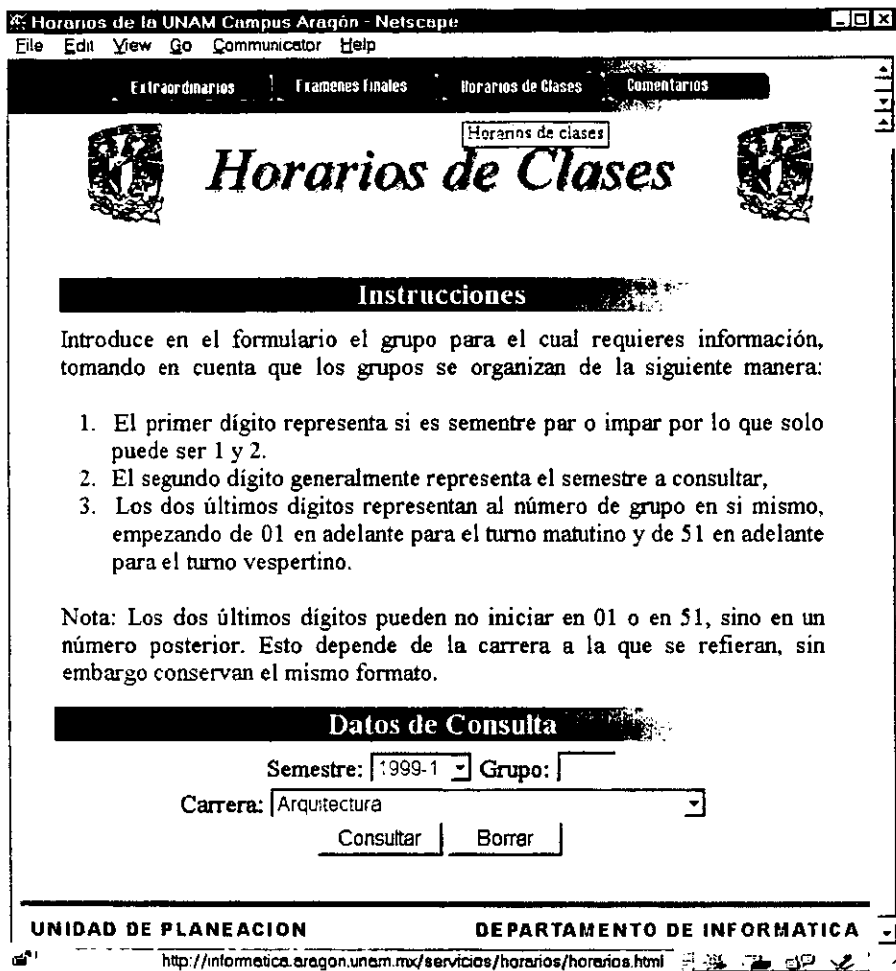 Horarios de la UNAM Campus Aragón - Netscape
File Edit View Go Communicator Help
Extraordinarios Examenes Finales Horarios de Clases Comentarios
Horarios de clases
Horarios de Clases
Instrucciones
Introduce en el formulario el grupo para el cual requieres información,
tomando en cuenta que los grupos se organizan de la siguiente manera:
1. El primer dígito representa si es sementre par o impar por lo que solo
puede ser 1 y 2.
2. El segundo dígito generalmente representa el semestre a consultar,
3. Los dos últimos dígitos representan al número de grupo en si mismo,
empezando de 01 en adelante para el turno matutino y de 51 en adelante
para el turno vespertino.
Nota: Los dos últimos dígitos pueden no iniciar en 01 o en 51, sino en un
número posterior. Esto depende de la carrera a la que se refieran, sin
embargo conservan el mismo formato.
Datos de Consulta
Semestre: 1999-1 Grupo:
Carrera: Arquitectura
Consultar Borrar
UNIDAD DE PLANEACION DEPARTAMENTO DE INFORMATICA
http://informatica.aragon.unam.mx/servicios/horarios/horarios.html